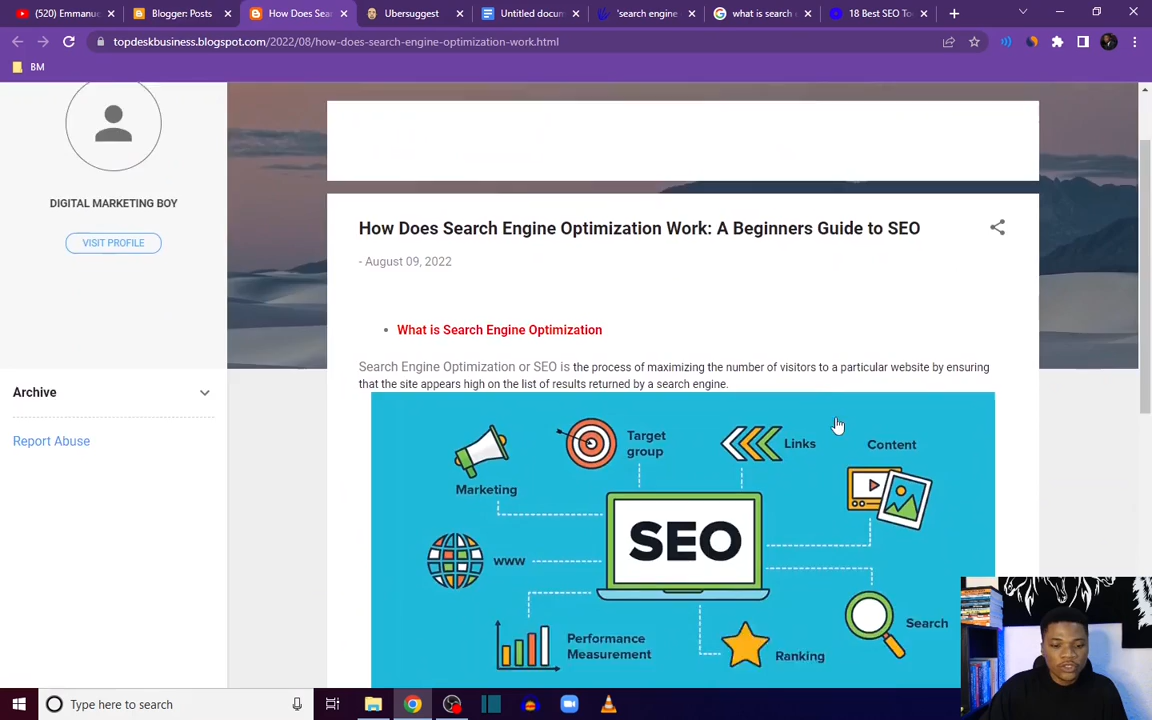 (520) Emmanue
Blogger: Posts
How Does Sear
Ubersuggest
Untitled docum
'search engine
what is search e
18 Best SEO To
topdeskbusiness.blogspot.com/2022/08/how-does-search-engine-optimization-work.html
BM
DIGITAL MARKETING BOY
VISIT PROFILE
Archive
Report Abuse
How Does Search Engine Optimization Work: A Beginners Guide to SEO
- August 09, 2022
• What is Search Engine Optimization
Search Engine Optimization or SEO is the process of maximizing the number of visitors to a particular website by ensuring
that the site appears high on the list of results returned by a search engine.
Target
group
Links
Content
Marketing
SEO
www
Search
Performance
Measurement
Ranking
Type here to search